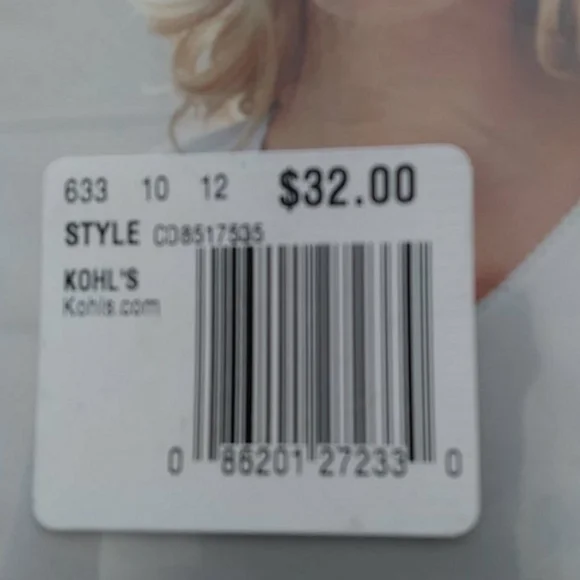 633 10 12 $32.00
STYLE CD8517535
KOHL'S
Kohls.com
0 86201 27233 0